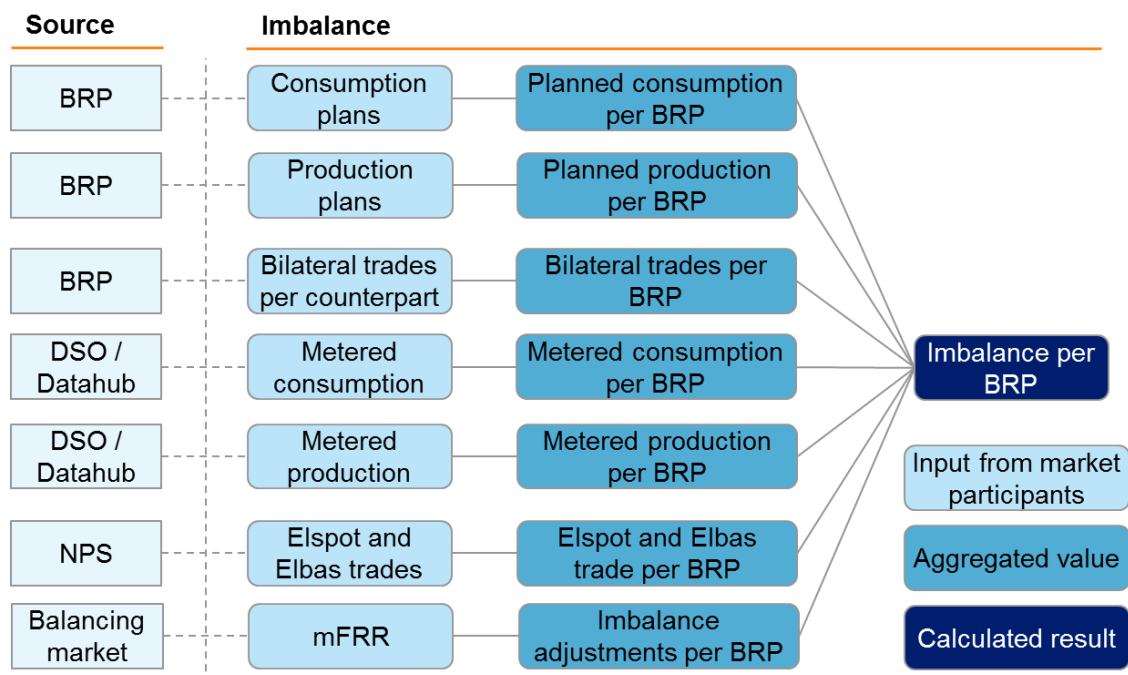 Source
Imbalance
BRP
Consumption
plans
Planned consumption
per BRP
BRP
Production
plans
Planned production
per BRP
BRP
Bilateral trades
per counterpart
Bilateral trades per
BRP
DSO /
Datahub
Metered
consumption
Metered consumption
per BRP
Imbalance per
BRP
DSO /
Datahub
Metered
production
Metered production
per BRP
Input from market
participants
NPS
Elspot and
Elbas trades
Elspot and Elbas
trade per BRP
Aggregated value
Balancing
market
mFRR
Imbalance
adjustments per BRP
Calculated result